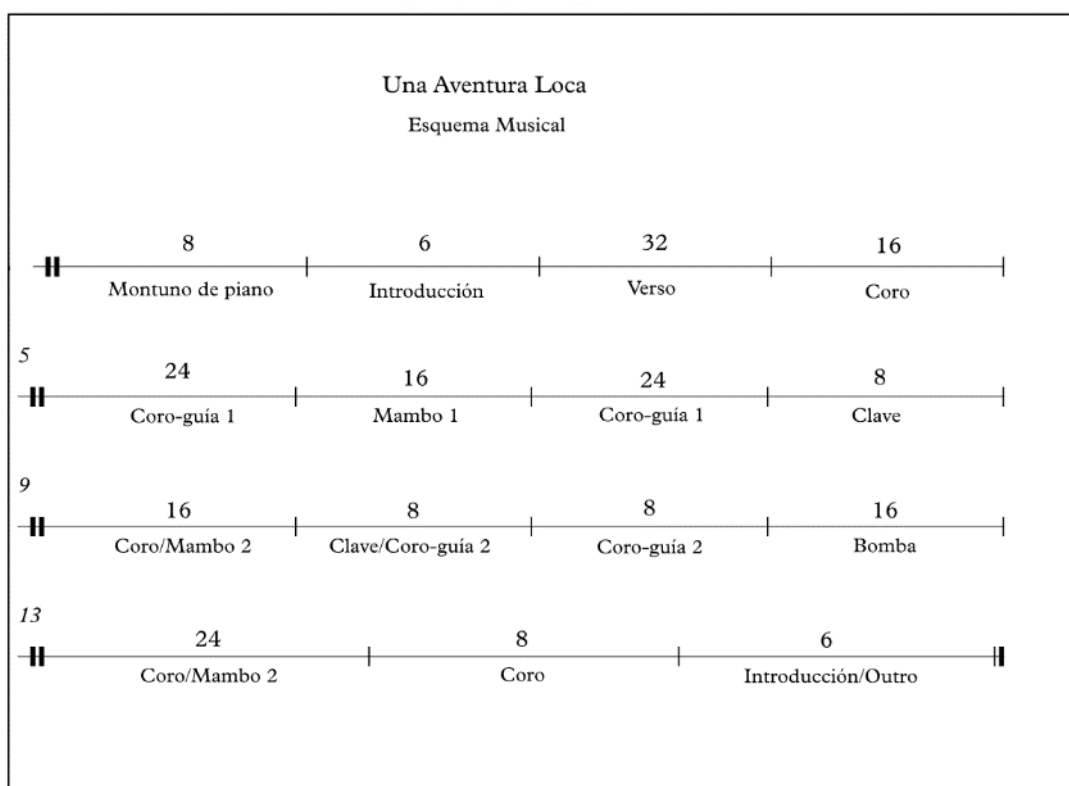 Una Aventura Loca
Esquema Musical
8 6 32 16
Montuno de piano Introducción Verso Coro
5
24 16 24 8
Coro-guía 1 Mambo 1 Coro-guía 1 Clave
9
16 8 8 16
Coro/Mambo 2 Clave/Coro-guía 2 Coro-guía 2 Bomba
13
24 8 6
Coro/Mambo 2 Coro Introducción/Outro